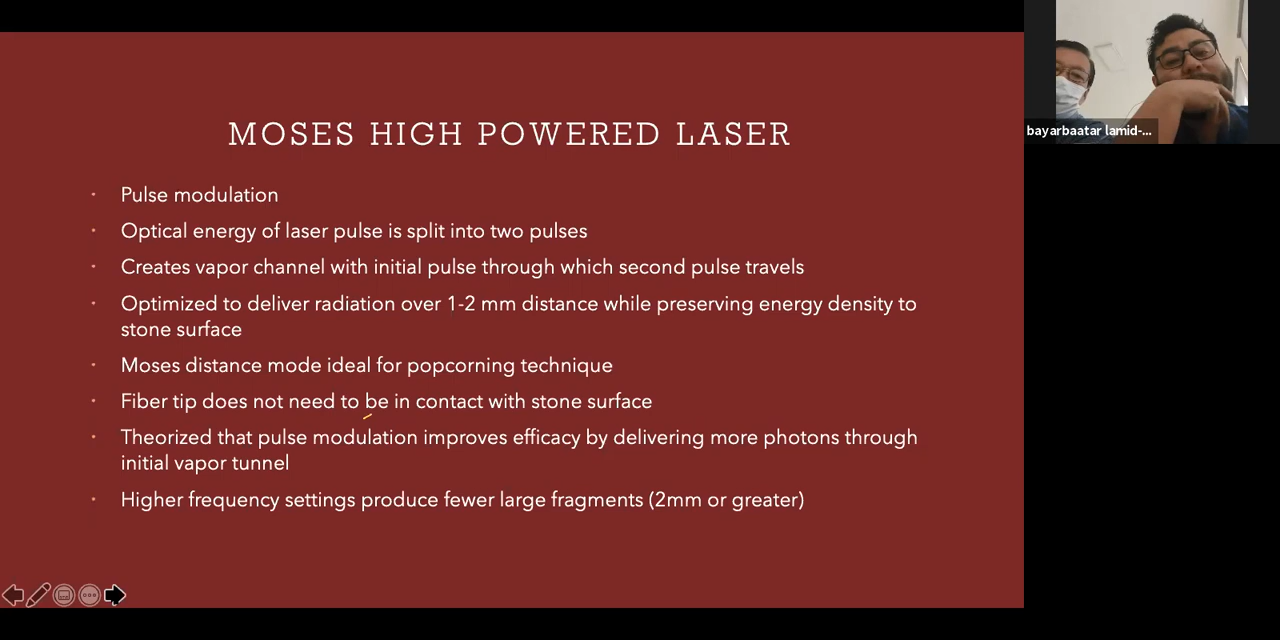 MOSES HIGH POWERED LASER
· Pulse modulation
· Optical energy of laser pulse is split into two pulses
· Creates vapor channel with initial pulse through which second pulse travels
· Optimized to deliver radiation over 1-2 mm distance while preserving energy density to
stone surface
· Moses distance mode ideal for popcorning technique
· Fiber tip does not need to be in contact with stone surface
· Theorized that pulse modulation improves efficacy by delivering more photons through
initial vapor tunnel
· Higher frequency settings produce fewer large fragments (2mm or greater)
bayarbaatar lamid-...